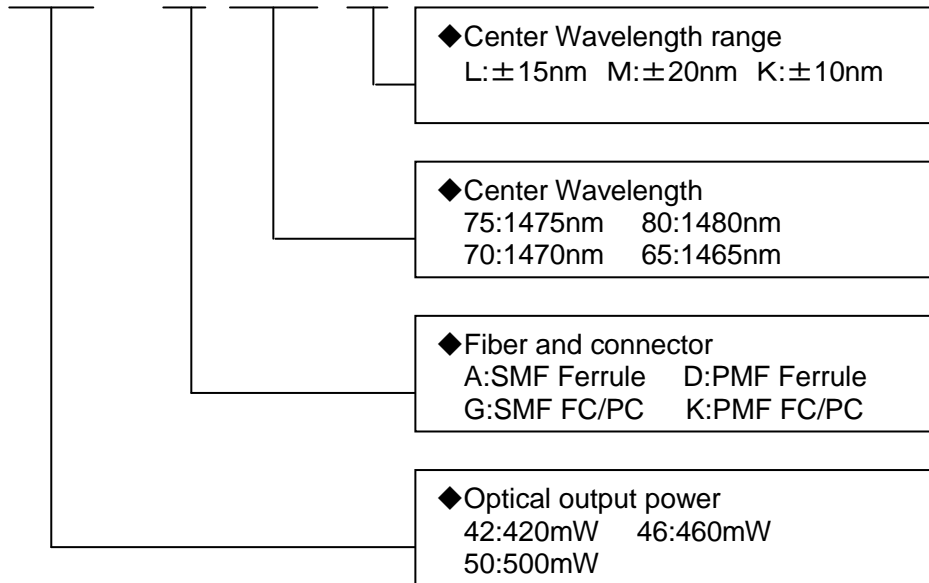 ◆Center Wavelength range
L:±15nm M:±20nm K:±10nm
◆Center Wavelength
75:1475nm 80:1480nm
70:1470nm 65:1465nm
◆Fiber and connector
A:SMF Ferrule D:PMF Ferrule
G:SMF FC/PC K:PMF FC/PC
◆Optical output power
42:420mW 46:460mW
50:500mW